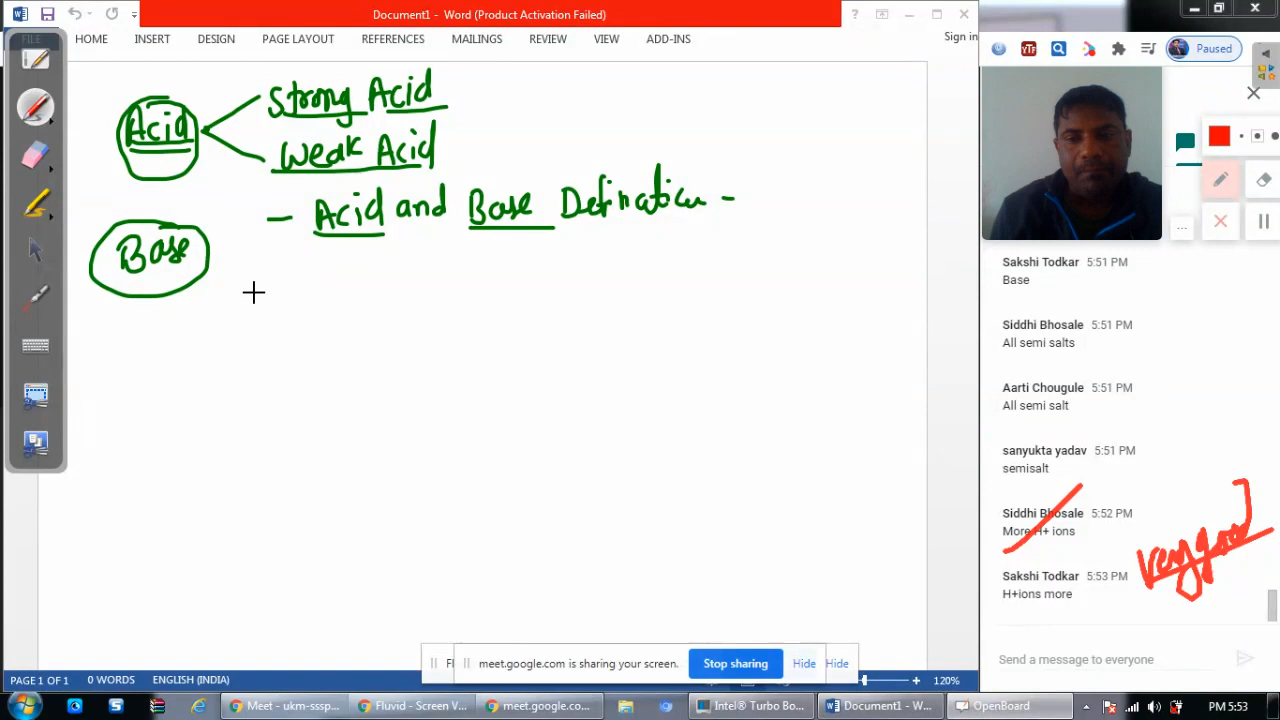 Document1 - Word (Product Activation Failed)
FILE HOME INSERT DESIGN PAGE LAYOUT REFERENCES MAILINGS REVIEW VIEW ADD-INS Sign in
Strong Acid
Acid
Weak Acid
- Acid and Base Defination -
Base
Paused
Sakshi Todkar 5:51 PM
Base
Siddhi Bhosale 5:51 PM
All semi salts
Aarti Chougule 5:51 PM
All semi salt
sanyukta yadav 5:51 PM
semisalt
Siddhi Bhosale 5:52 PM
More H+ ions
very good
Sakshi Todkar 5:53 PM
H+ions more
Send a message to everyone
meet.google.com is sharing your screen. Stop sharing Hide Hide
PAGE 1 OF 1 0 WORDS ENGLISH (INDIA) 120%
Meet - ukm-sssp... Fluvid - Screen V... meet.google.co... Intel® Turbo Bo... Document1 - W... OpenBoard PM 5:53